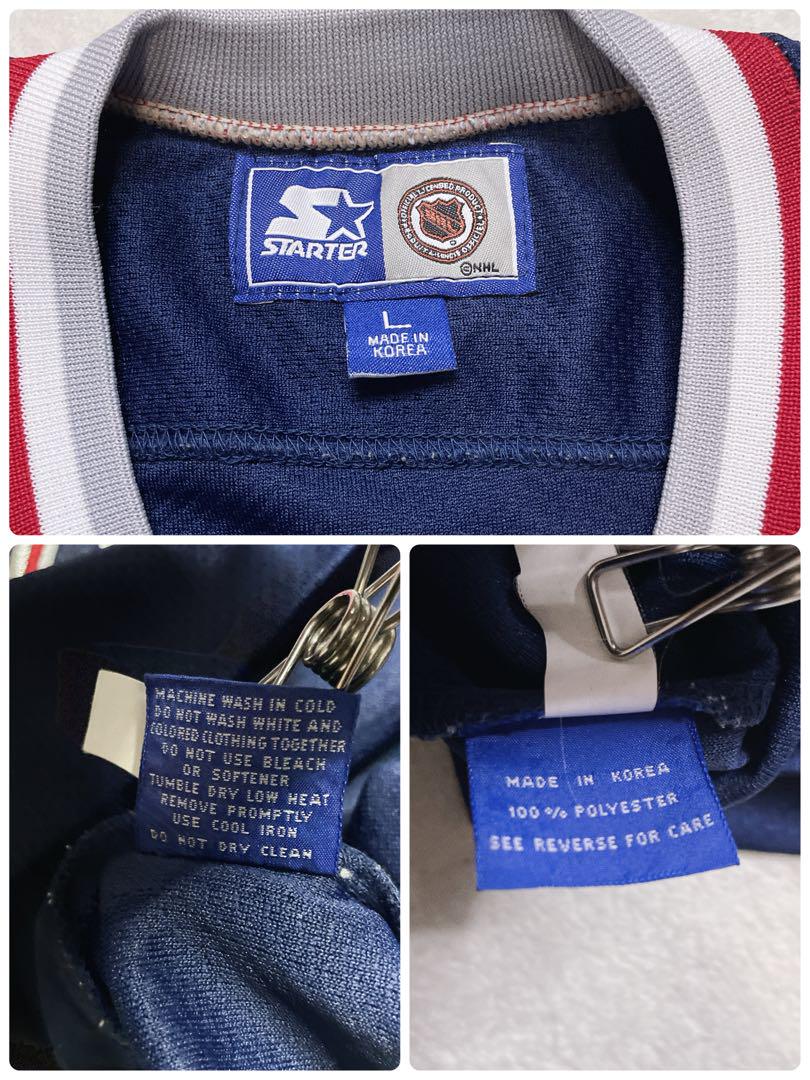 STARTER
NHL
©NHL
L
MADE IN
KOREA
MACHINE WASH IN COLD
DO NOT WASH WHITE AND
COLORED CLOTHING TOGETHER
DO NOT USE BLEACH
OR SOFTENER
TUMBLE DRY LOW HEAT
REMOVE PROMPTLY
USE COOL IRON
DO NOT DRY CLEAN
MADE IN KOREA
100% POLYESTER
SEE REVERSE FOR CARE